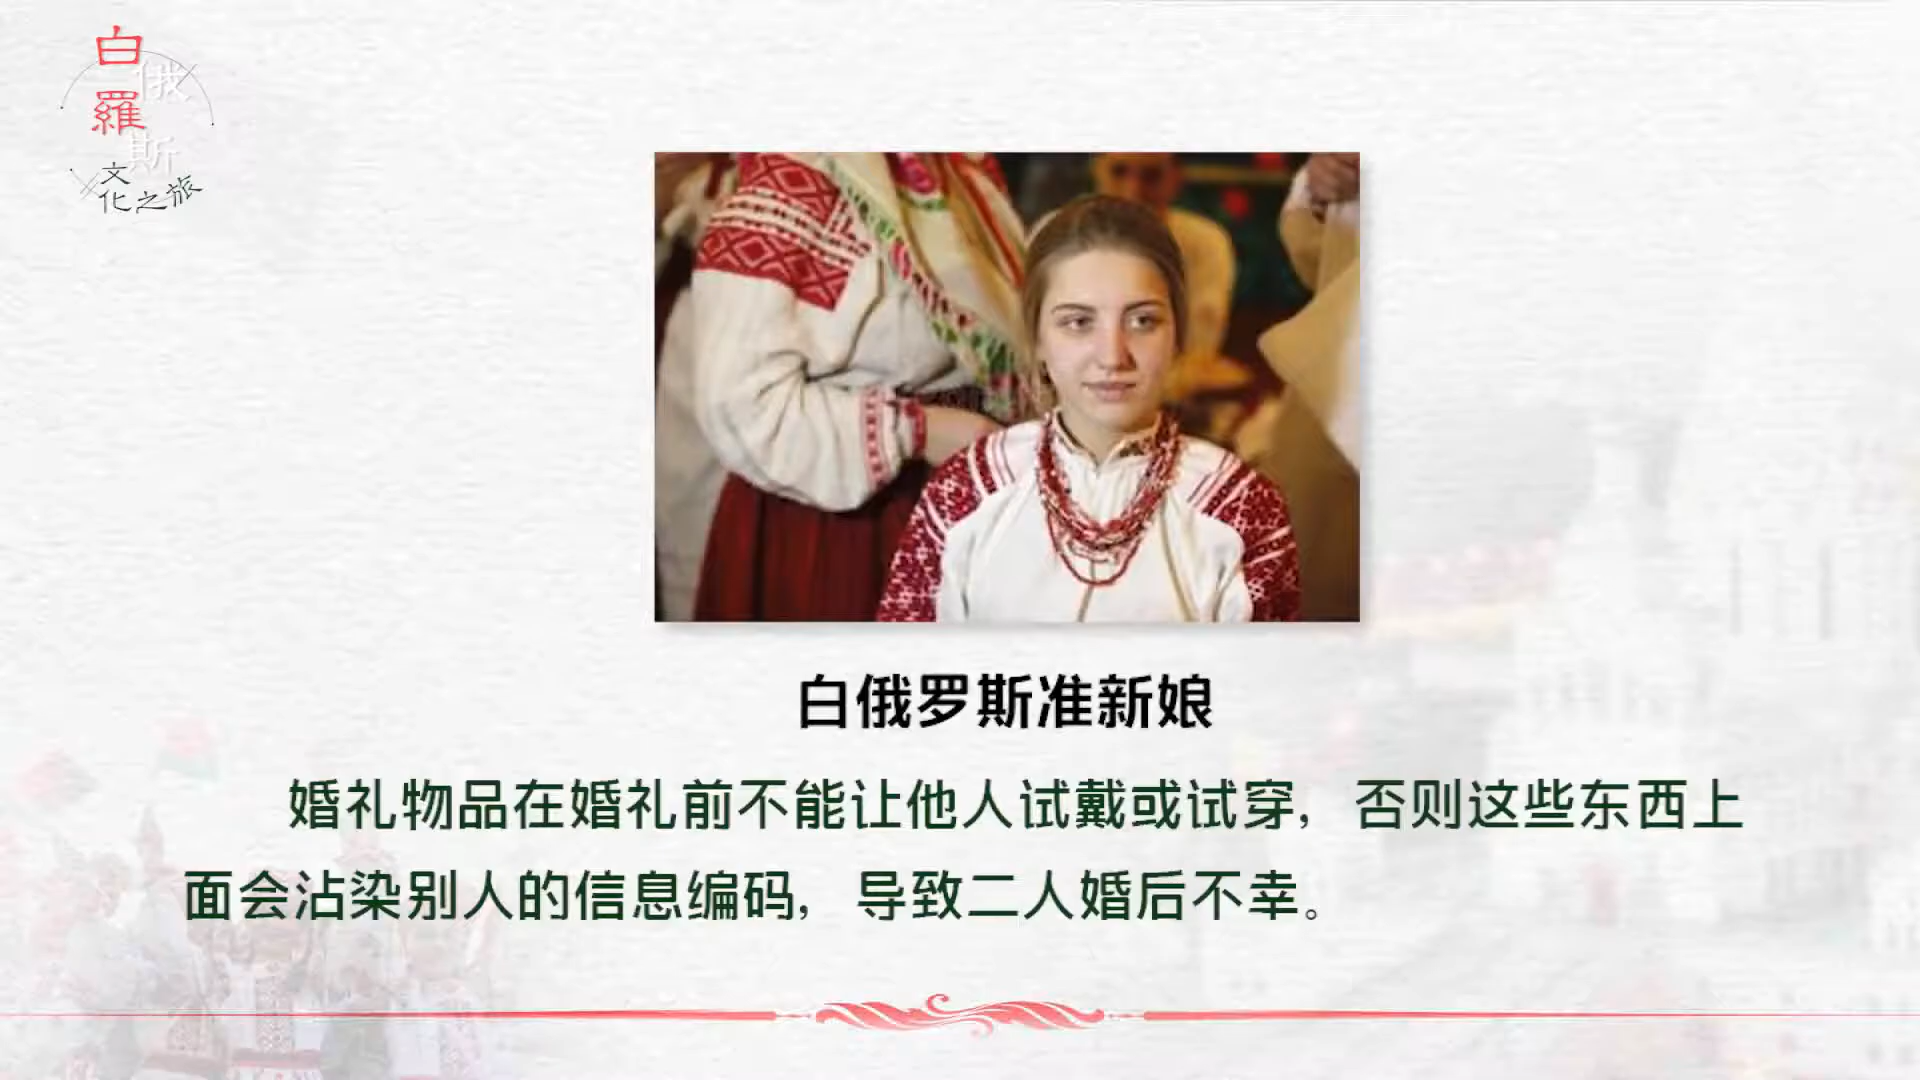 白俄羅斯
文化之旅
白俄罗斯准新娘
婚礼物品在婚礼前不能让他人试戴或试穿，否则这些东西上
面会沾染别人的信息编码，导致二人婚后不幸。